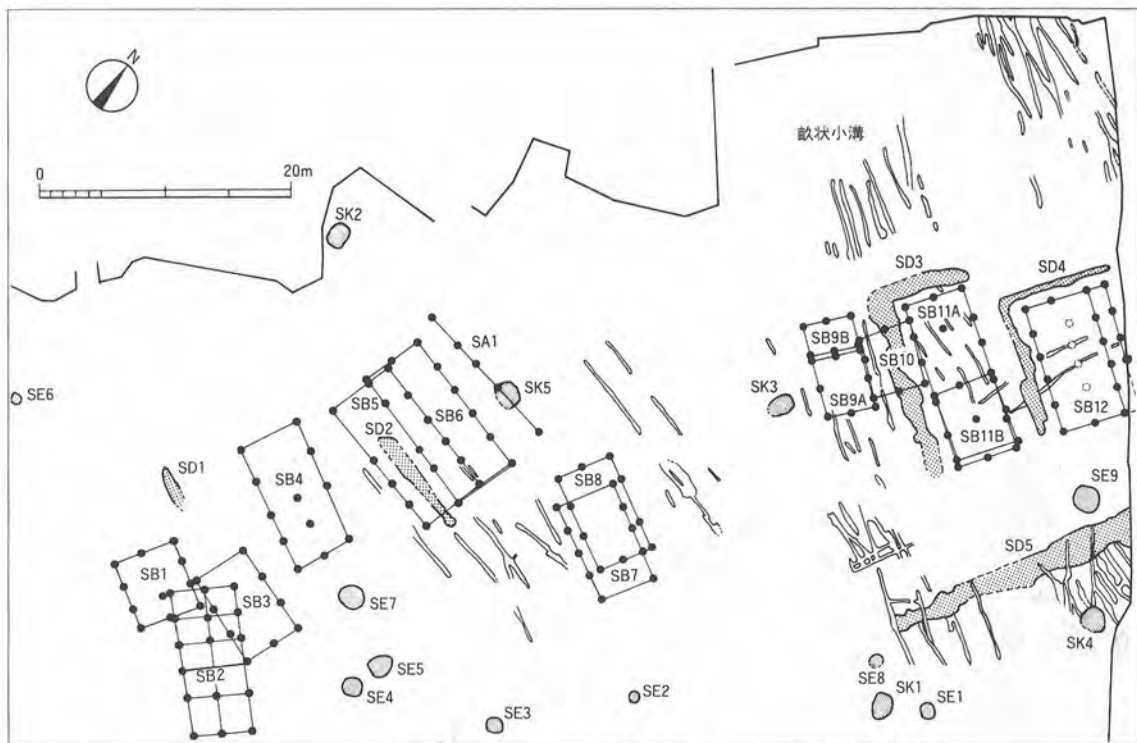 N
0
20m
畝状小溝
SK2
SD3
SD4
SA1
SB9B
SB11A
SB10
SK5
SE6
SB5
SB6
SK3
SB9A
SB12
SD2
SB11B
SD1
SB4
SB8
SE9
SD5
SB1
SB7
SB3
SE7
SK4
SB2
SE5
SE8
SE4
SE2
SK1
SE1
SE3